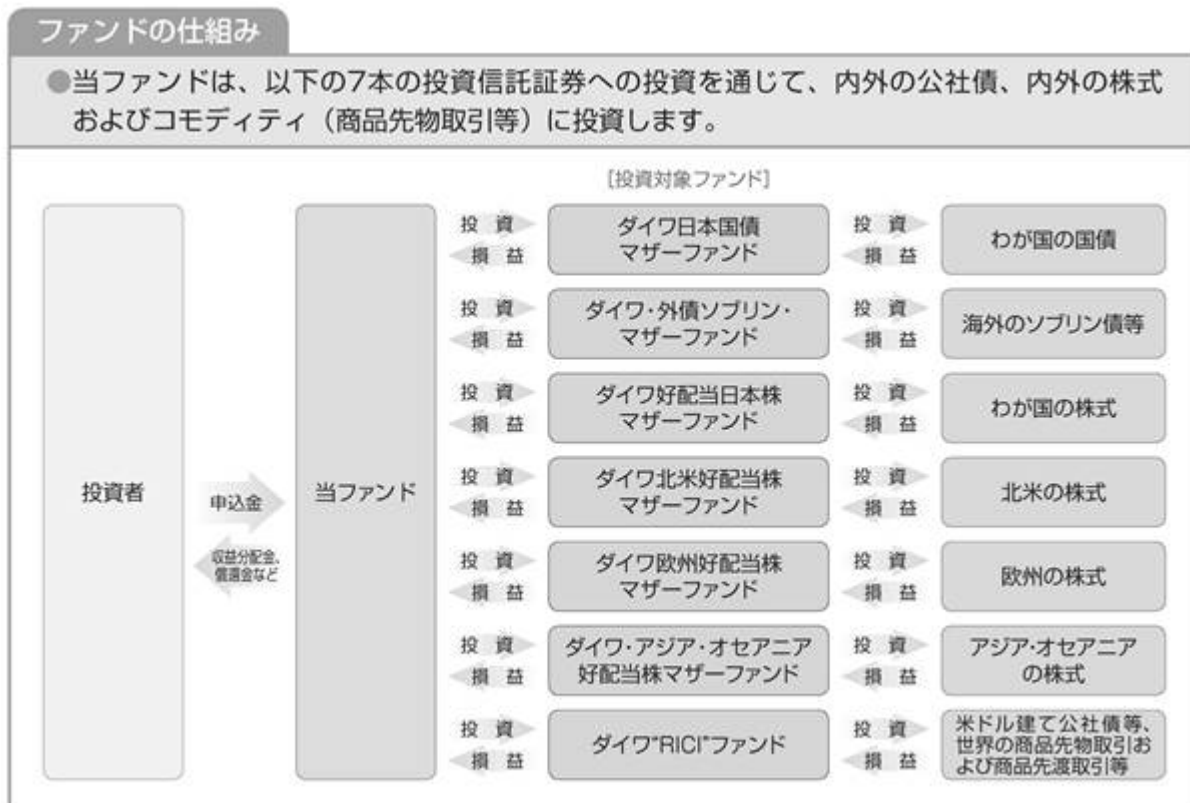 ファンドの仕組み
●当ファンドは、以下の7本の投資信託証券への投資を通じて、内外の公社債、内外の株式
およびコモディティ（商品先物取引等）に投資します。
[投資対象ファンド]
投資者
申込金
収益分配金、
償還金など
当ファンド
投資
損益
ダイワ日本国債
マザーファンド
投資
損益
わが国の国債
投資
損益
ダイワ・外債ソブリン・
マザーファンド
投資
損益
海外のソブリン債等
投資
損益
ダイワ好配当日本株
マザーファンド
投資
損益
わが国の株式
投資
損益
ダイワ北米好配当株
マザーファンド
投資
損益
北米の株式
投資
損益
ダイワ欧州好配当株
マザーファンド
投資
損益
欧州の株式
投資
損益
ダイワ・アジア・オセアニア
好配当株マザーファンド
投資
損益
アジア・オセアニア
の株式
投資
損益
ダイワ“RICI”ファンド
投資
損益
米ドル建て公社債等、
世界の商品先物取引お
よび商品先渡取引等